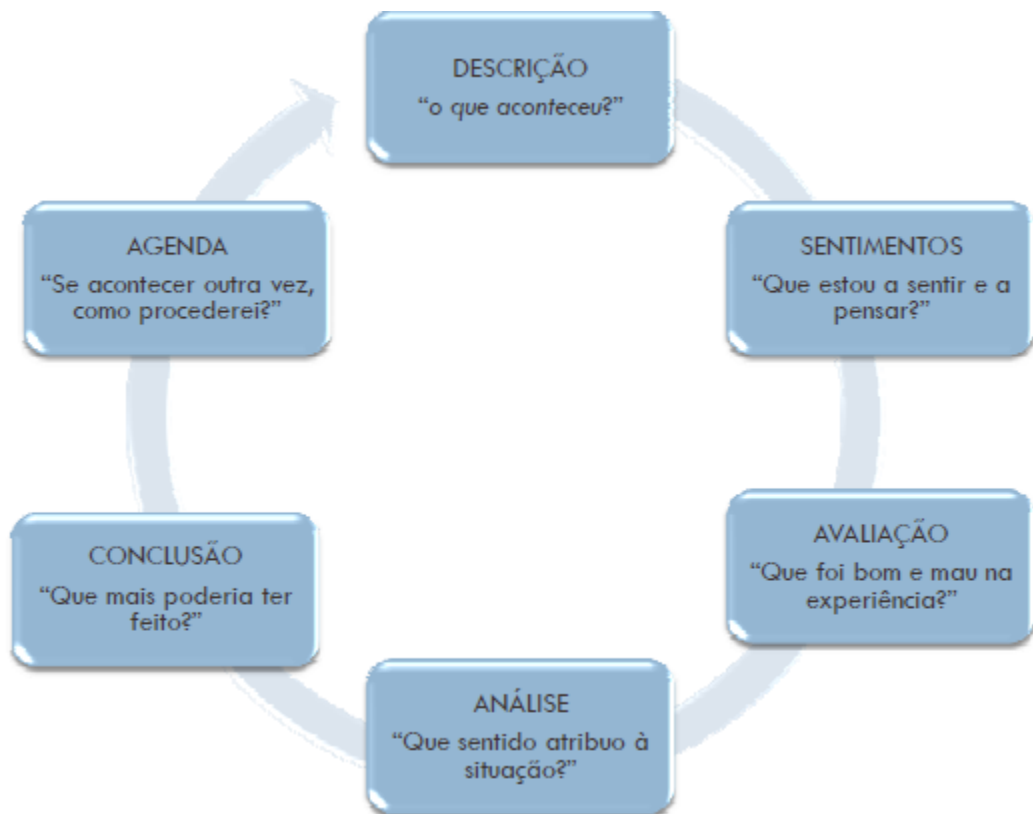 DESCRIÇÃO
“o que aconteceu?”
SENTIMENTOS
“Que estou a sentir e a
pensar?”
AVALIAÇÃO
“Que foi bom e mau na
experiência?”
ANÁLISE
“Que sentido atribuo à
situação?”
CONCLUSÃO
“Que mais poderia ter
feito?”
AGENDA
“Se acontecer outra vez,
como procederei?”